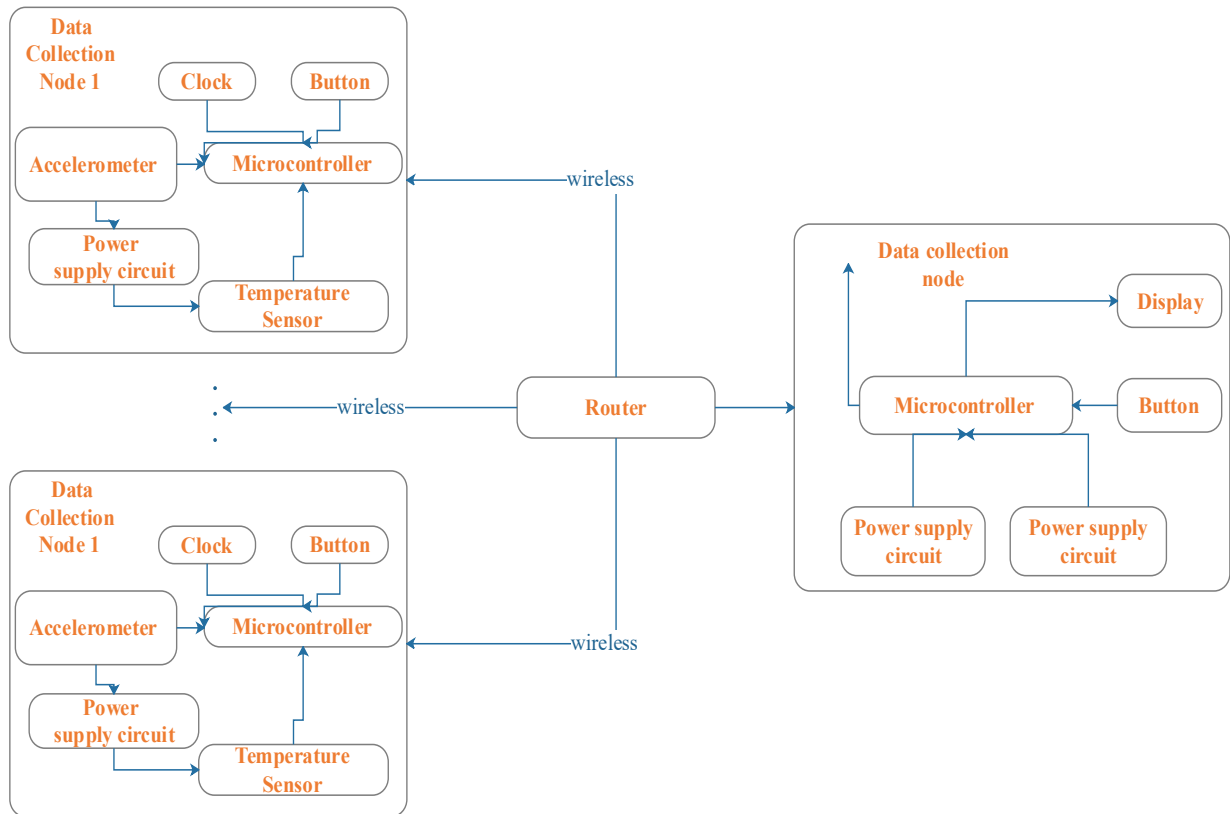 Data
Collection
Node 1
Clock
Button
Accelerometer
Microcontroller
Power
supply circuit
Temperature
Sensor
wireless
wireless
Router
Data collection
node
Display
Microcontroller
Button
Power supply
circuit
Power supply
circuit
Data
Collection
Node 1
Clock
Button
Accelerometer
Microcontroller
Power
supply circuit
Temperature
Sensor
wireless